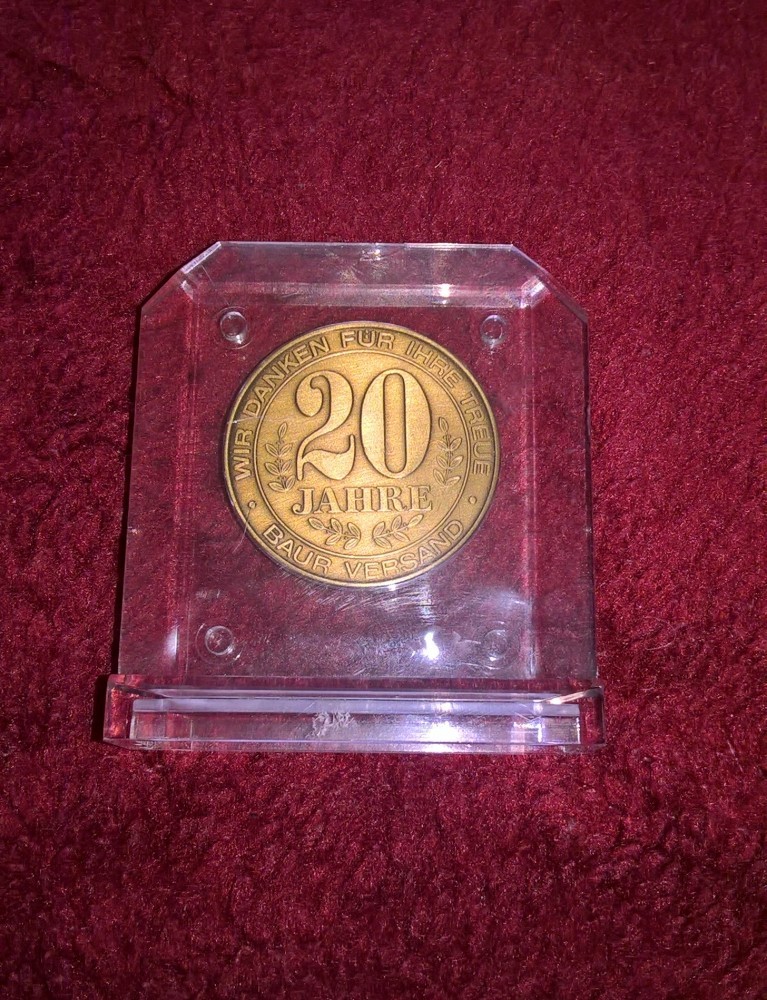 WIR DANKEN FÜR IHRE TREUE
20
JAHRE
BAUR VERSAND